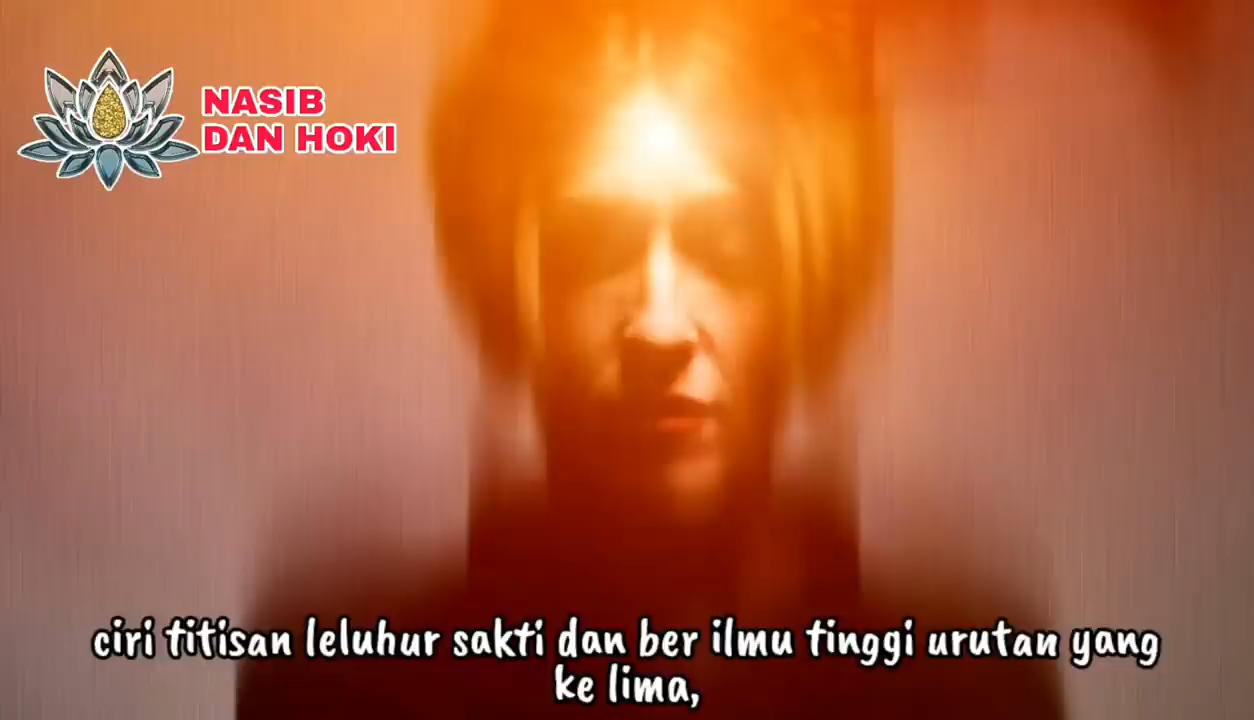 NASIB
DAN HOKI
ciri titisan leluhur sakti dan ber ilmu tinggi urutan yang
ke lima,